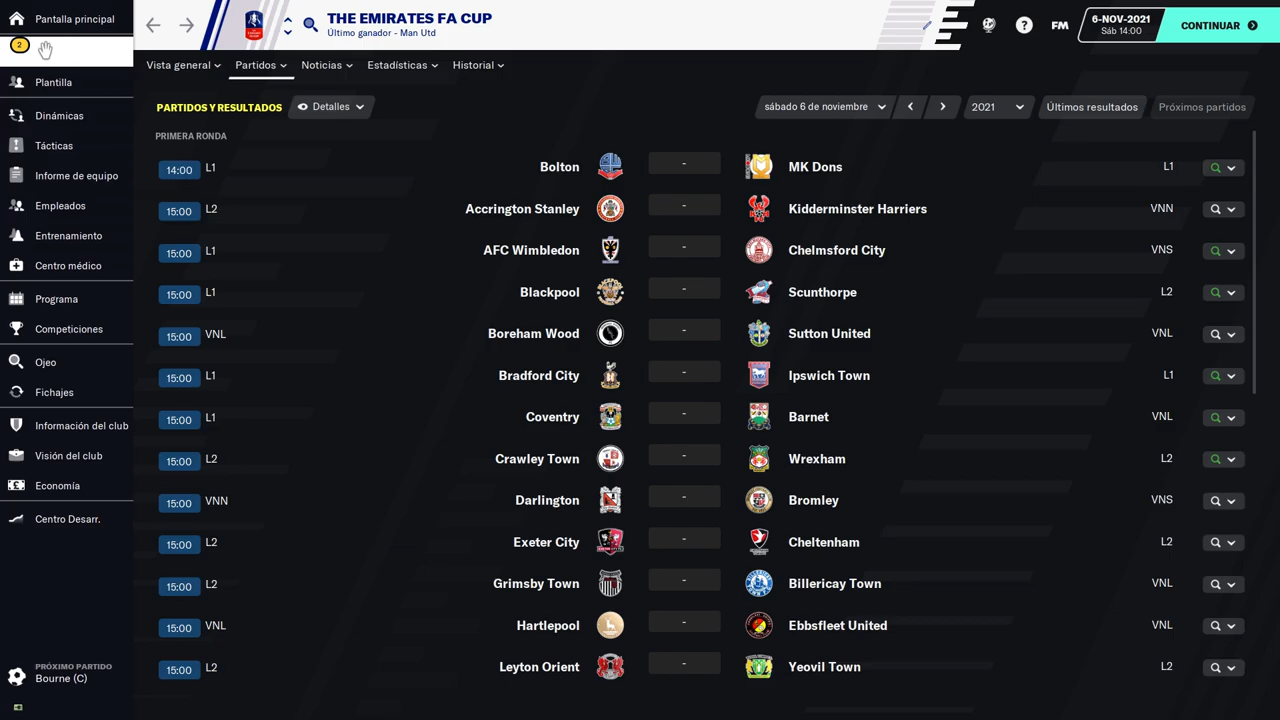 Pantalla principal
2
Plantilla
Dinámicas
Tácticas
Informe de equipo
Empleados
Entrenamiento
Centro médico
Programa
Competiciones
Ojeo
Fichajes
Información del club
Visión del club
Economía
Centro Desarr.
PRÓXIMO PARTIDO
Bourne (C)
THE EMIRATES FA CUP
Último ganador - Man Utd
FM
6-NOV-2021
Sáb 14:00
CONTINUAR
Vista general Partidos Noticias Estadísticas Historial
PARTIDOS Y RESULTADOS Detalles sábado 6 de noviembre 2021 Últimos resultados Próximos partidos
PRIMERA RONDA
14:00 L1 Bolton - MK Dons L1
15:00 L2 Accrington Stanley - Kidderminster Harriers VNN
15:00 L1 AFC Wimbledon - Chelmsford City VNS
15:00 L1 Blackpool - Scunthorpe L2
15:00 VNL Boreham Wood - Sutton United VNL
15:00 L1 Bradford City - Ipswich Town L1
15:00 L1 Coventry - Barnet VNL
15:00 L2 Crawley Town - Wrexham L2
15:00 VNN Darlington - Bromley VNS
15:00 L2 Exeter City - Cheltenham L2
15:00 L2 Grimsby Town - Billericay Town VNL
15:00 VNL Hartlepool - Ebbsfleet United VNL
15:00 L2 Leyton Orient - Yeovil Town L2